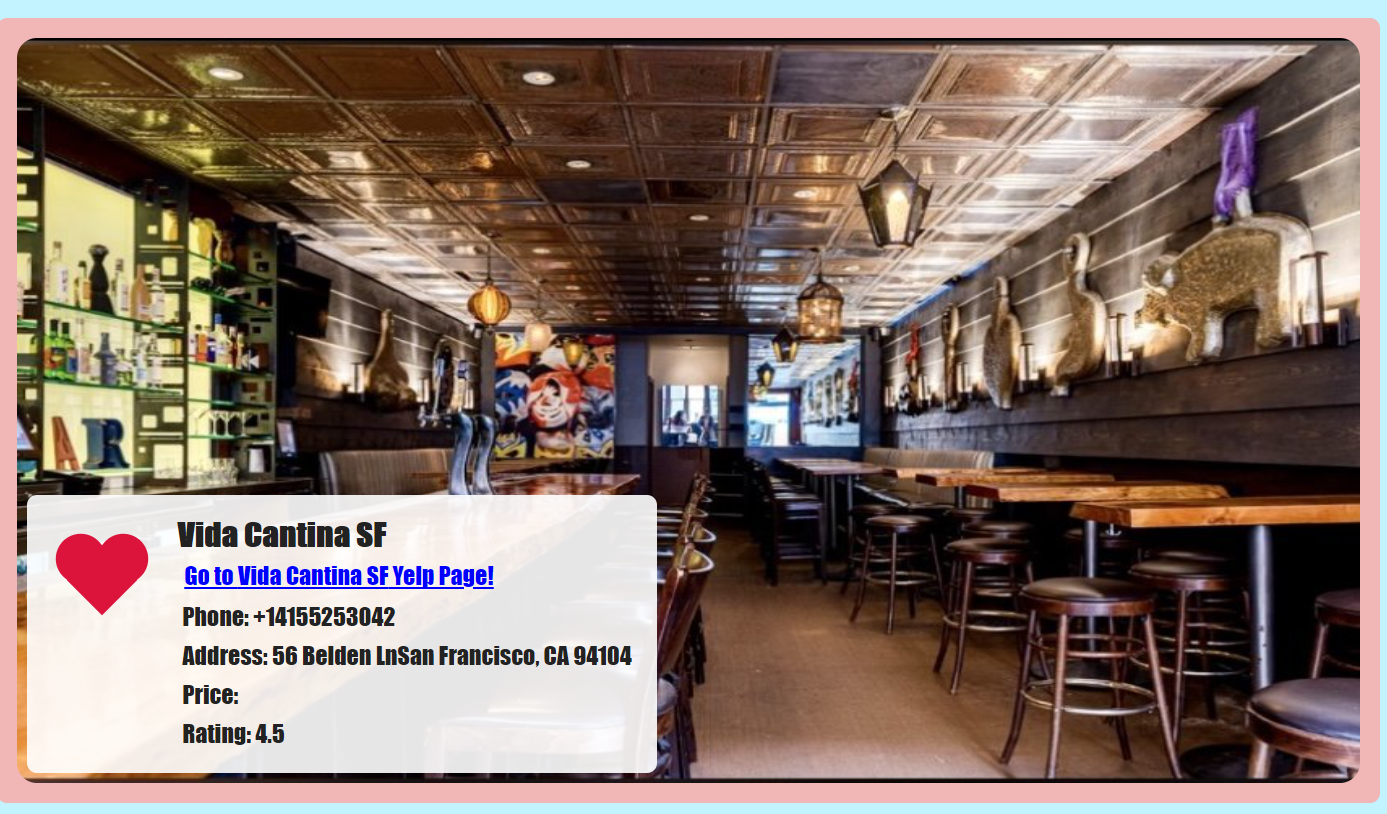 Vida Cantina SF
Go to Vida Cantina SF Yelp Page!
Phone: +14155253042
Address: 56 Belden LnSan Francisco, CA 94104
Price:
Rating: 4.5